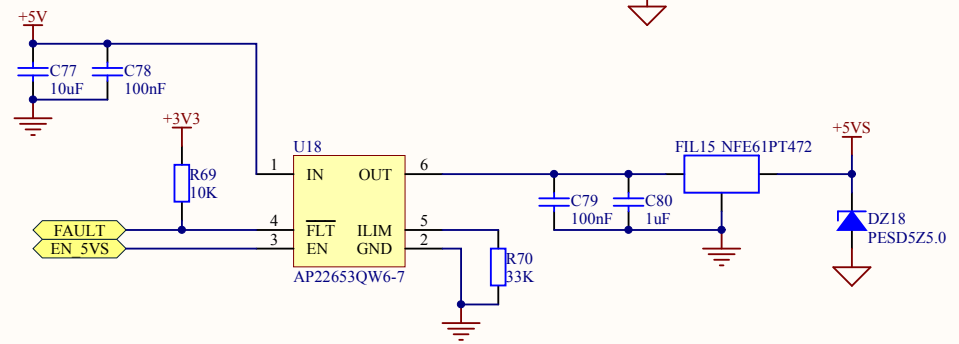 +5V
C77
10uF
C78
100nF
+3V3
R69
10K
FAULT
EN_5VS
U18
1
IN
OUT
6
4
FLT
ILIM
5
3
EN
GND
2
AP22653QW6-7
R70
33K
C79
100nF
C80
1uF
FIL15 NFE61PT472
+5VS
DZ18
PESD5Z5.0